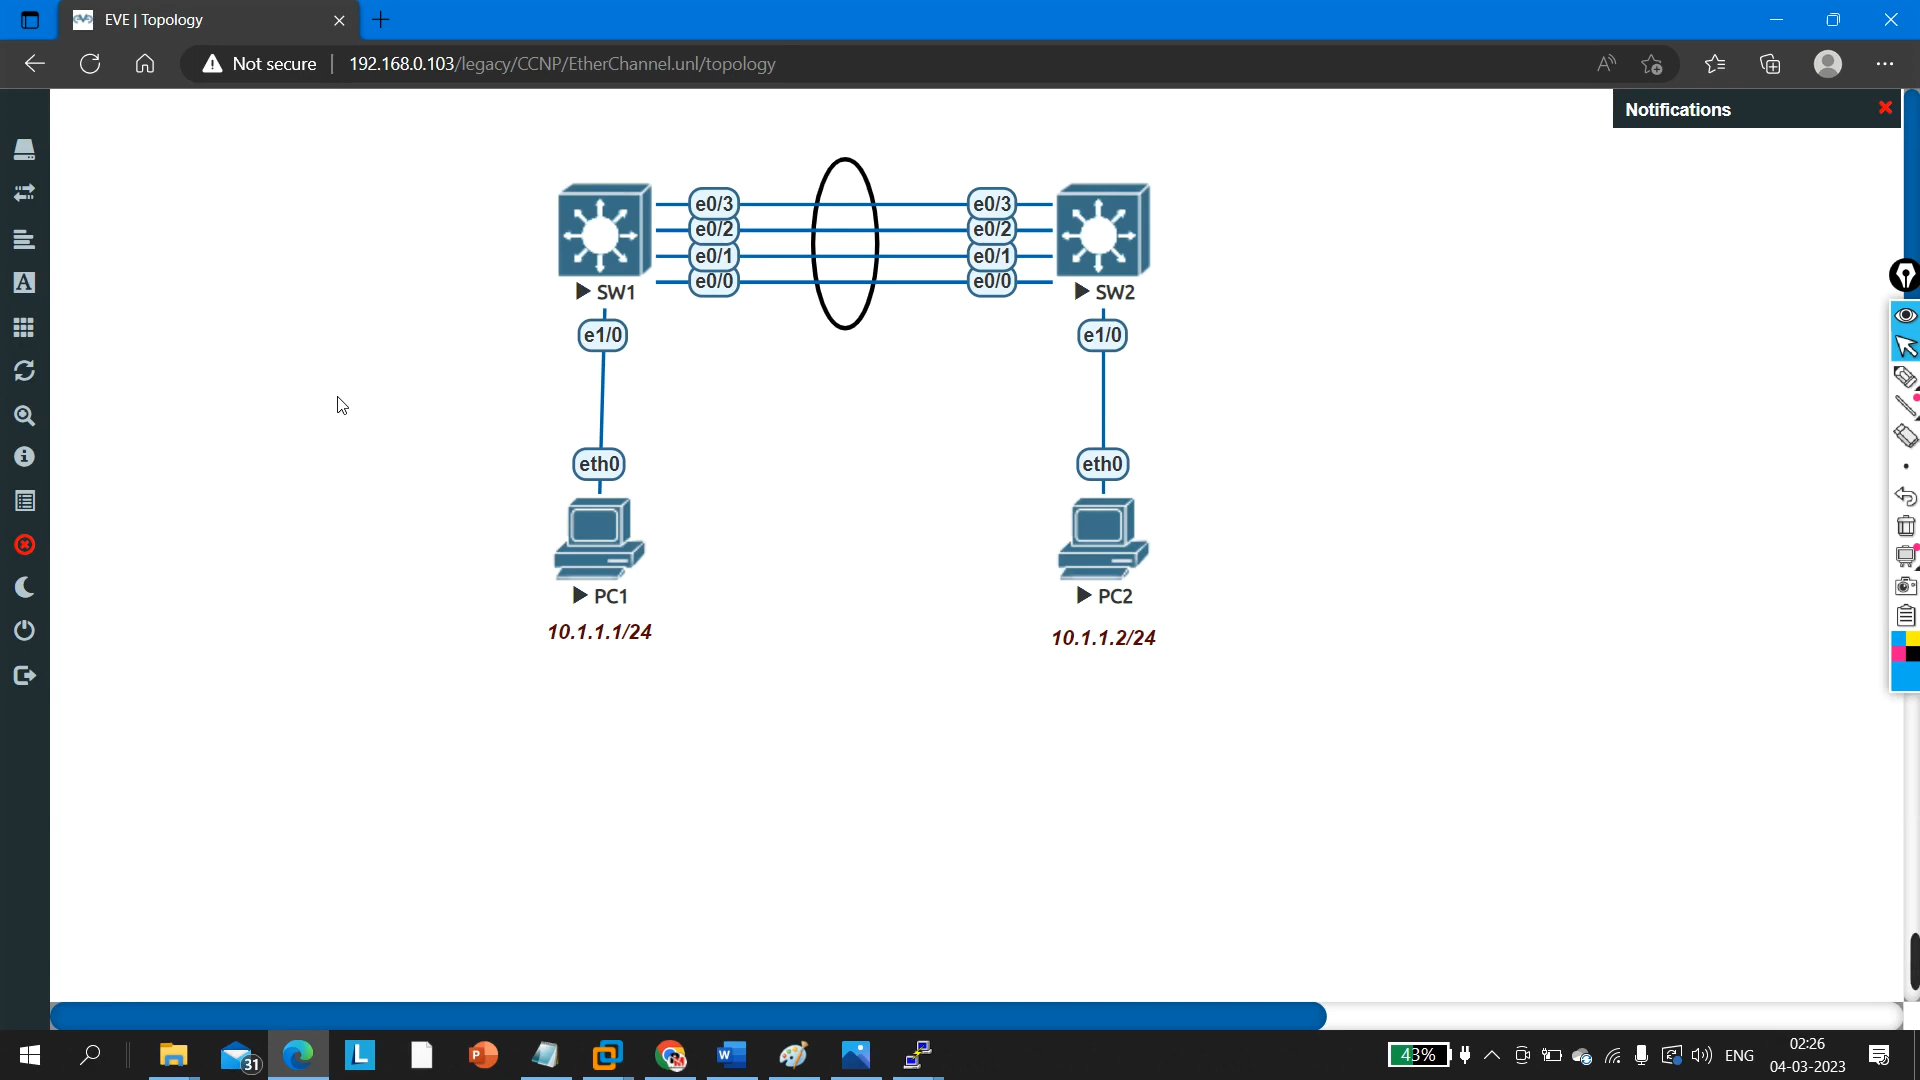 EVE | Topology
Not secure
192.168.0.103/legacy/CCNP/EtherChannel.unl/topology
Notifications
e0/3 e0/3
e0/2 e0/2
e0/1 e0/1
e0/0 e0/0
SW1 SW2
e1/0 e1/0
eth0 eth0
PC1 PC2
10.1.1.1/24 10.1.1.2/24
43% ENG 02:26
04-03-2023
31